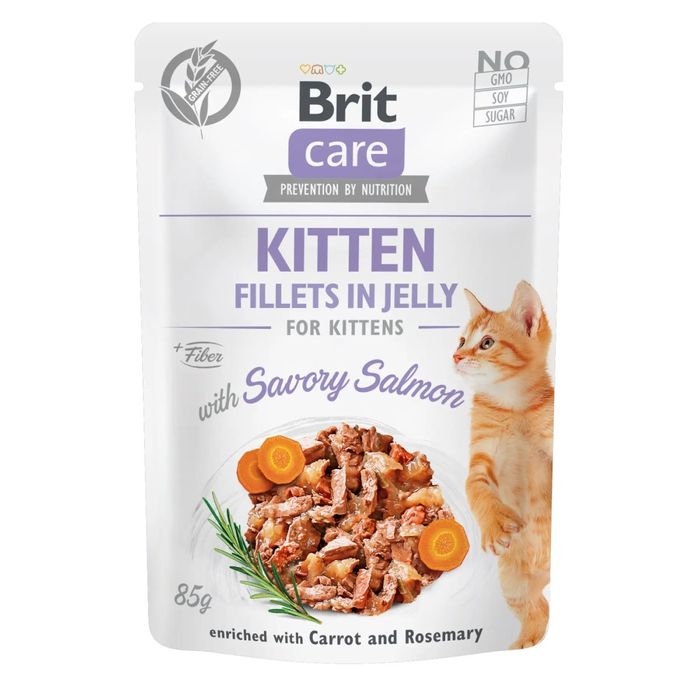 GRAIN-FREE
NO
GMO
SOY
SUGAR
Brit
care
PREVENTION BY NUTRITION
KITTEN
FILLETS IN JELLY
FOR KITTENS
+Fiber
with Savory Salmon
85g
enriched with Carrot and Rosemary